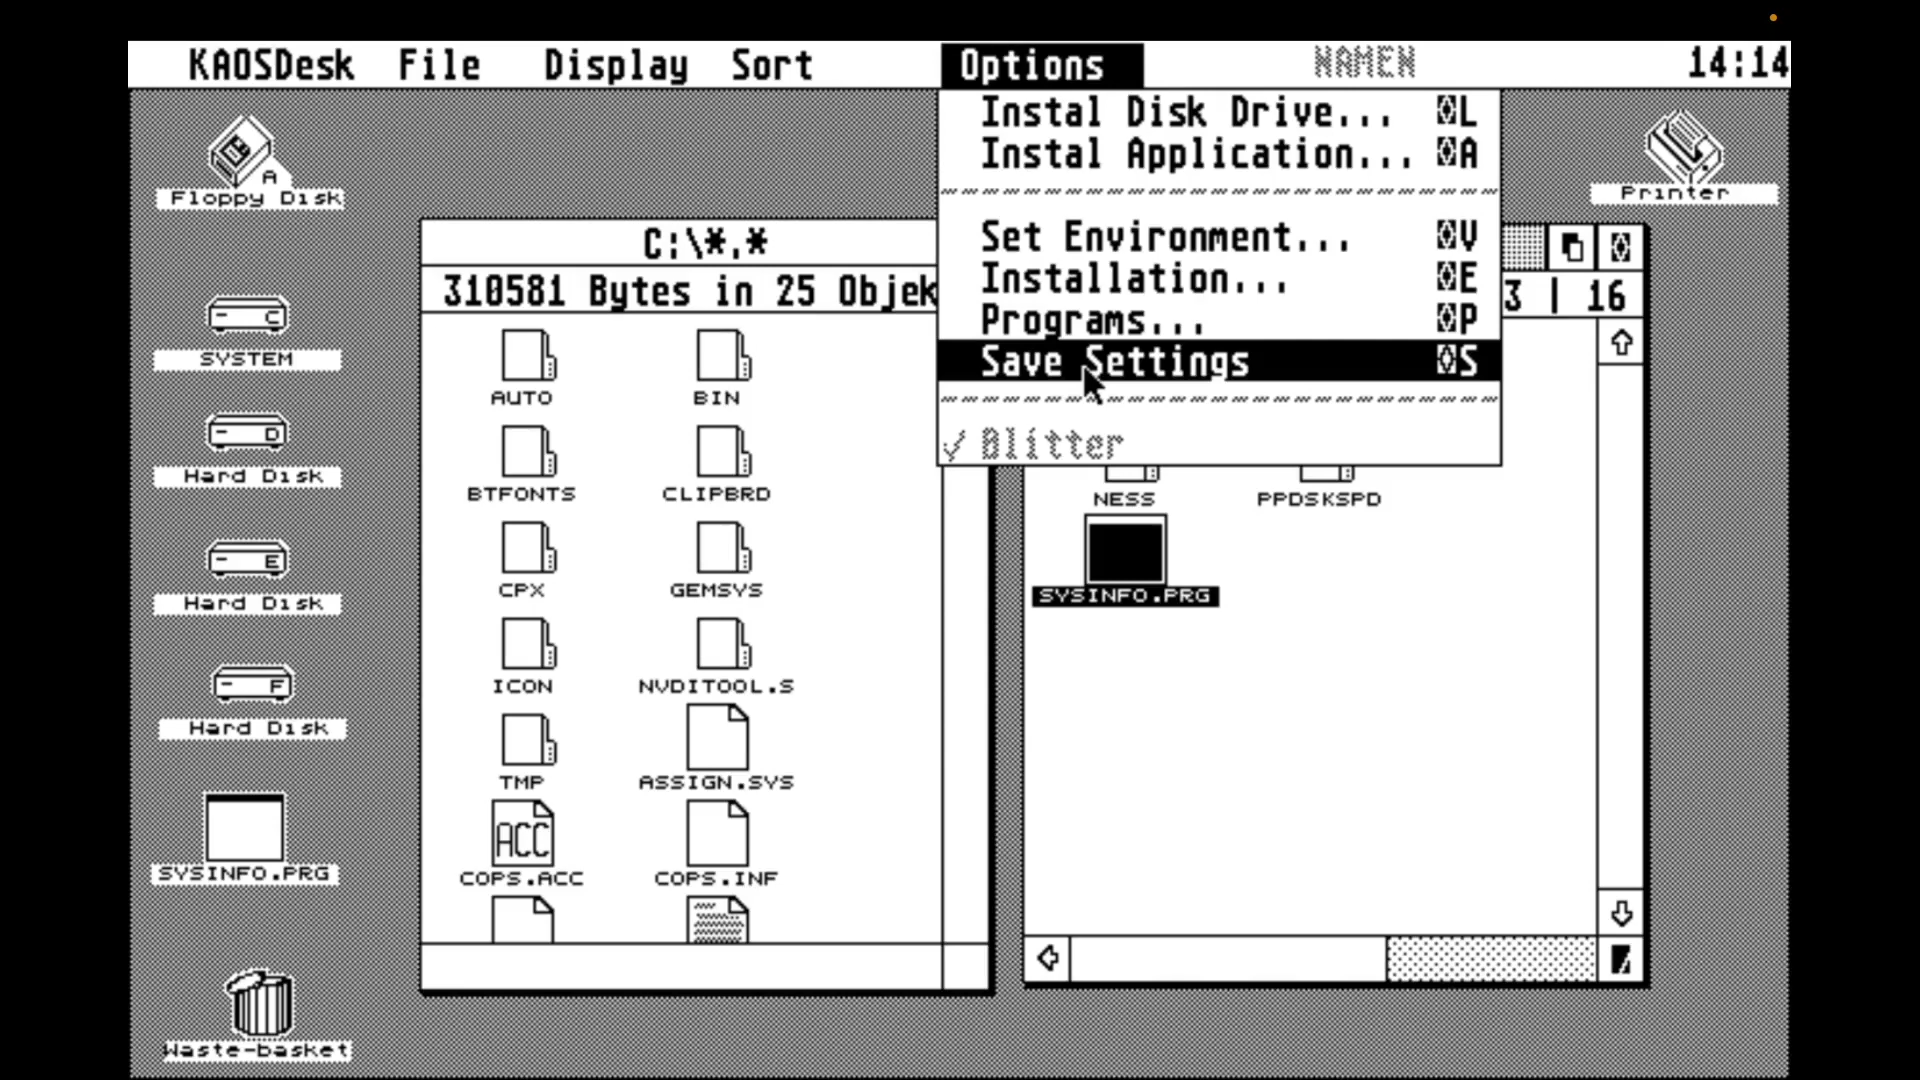 KAOSDesk File Display Sort Options NAMEN 14:14
Instal Disk Drive... ◊L
Instal Application... ◊A
Set Environment... ◊V
Installation... ◊E
Programs... ◊P
Save Settings ◊S
✓ Blitter
A
Floppy Disk
C
SYSTEM
D
Hard Disk
E
Hard Disk
F
Hard Disk
SYSINFO.PRG
Waste-basket
Printer
C:\*.*
310581 Bytes in 25 Objek
AUTO BIN
BTFONTS CLIPBRD
CPX GEMSYS
ICON NVDITOOL.S
TMP ASSIGN.SYS
ACC
COPS.ACC COPS.INF
3 | 16
NESS PPDSKSPD
SYSINFO.PRG